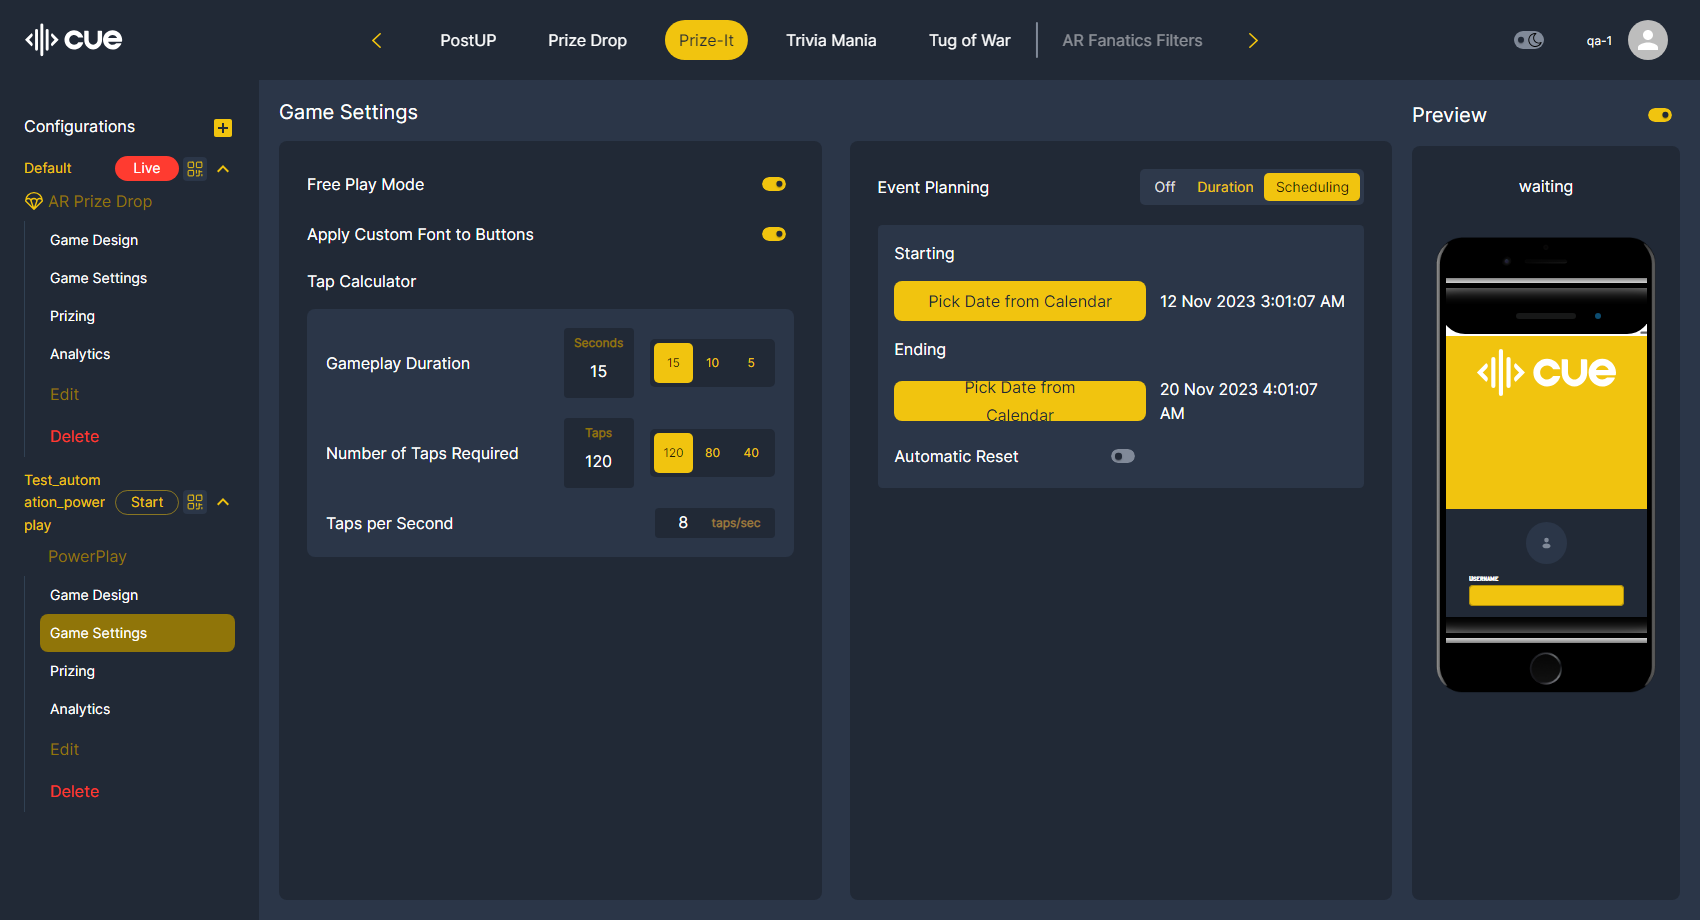 cue
PostUP
Prize Drop
Prize-It
Trivia Mania
Tug of War
AR Fanatics Filters
qa-1
Configurations
Default
Live
AR Prize Drop
Game Design
Game Settings
Prizing
Analytics
Edit
Delete
Test_autom
ation_power
play
Start
PowerPlay
Game Design
Game Settings
Prizing
Analytics
Edit
Delete
Game Settings
Free Play Mode
Apply Custom Font to Buttons
Tap Calculator
Gameplay Duration
Seconds
15
15 10 5
Number of Taps Required
Taps
120
120 80 40
Taps per Second
8 taps/sec
Event Planning
Off Duration Scheduling
Starting
Pick Date from Calendar
12 Nov 2023 3:01:07 AM
Ending
Pick Date from
Calendar
20 Nov 2023 4:01:07
AM
Automatic Reset
Preview
waiting
cue
USERNAME